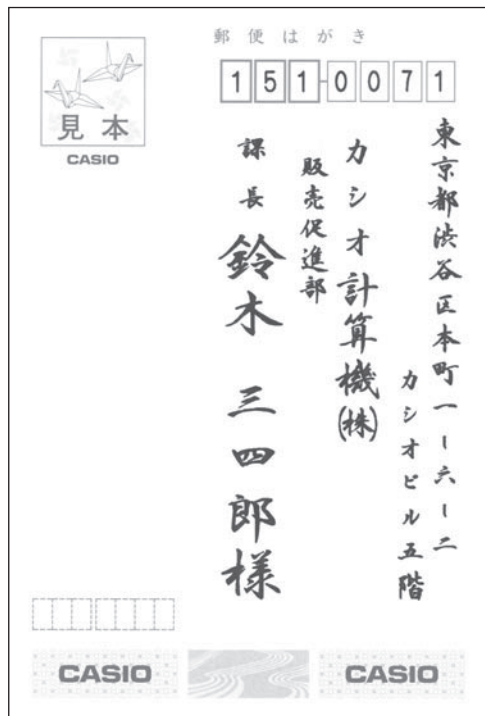 郵便はがき
151-0071
東京都渋谷区本町一ー六ー二
カシオビル五階
カシオ計算機(株)
販売促進部
課長 鈴木 三四郎様
見本
CASIO
CASIO
CASIO